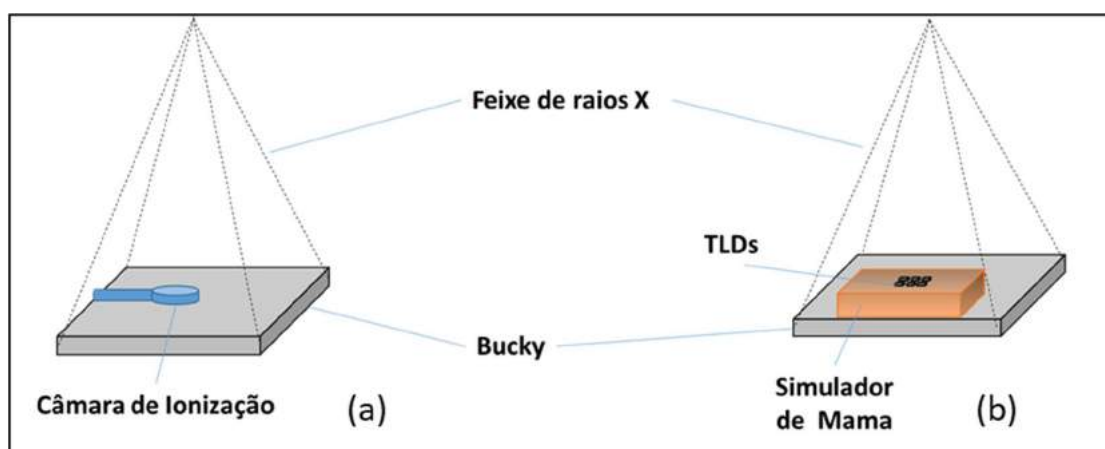 Feixe de raios X
TLDs
Bucky
Câmara de Ionização
(a)
Simulador
de Mama
(b)